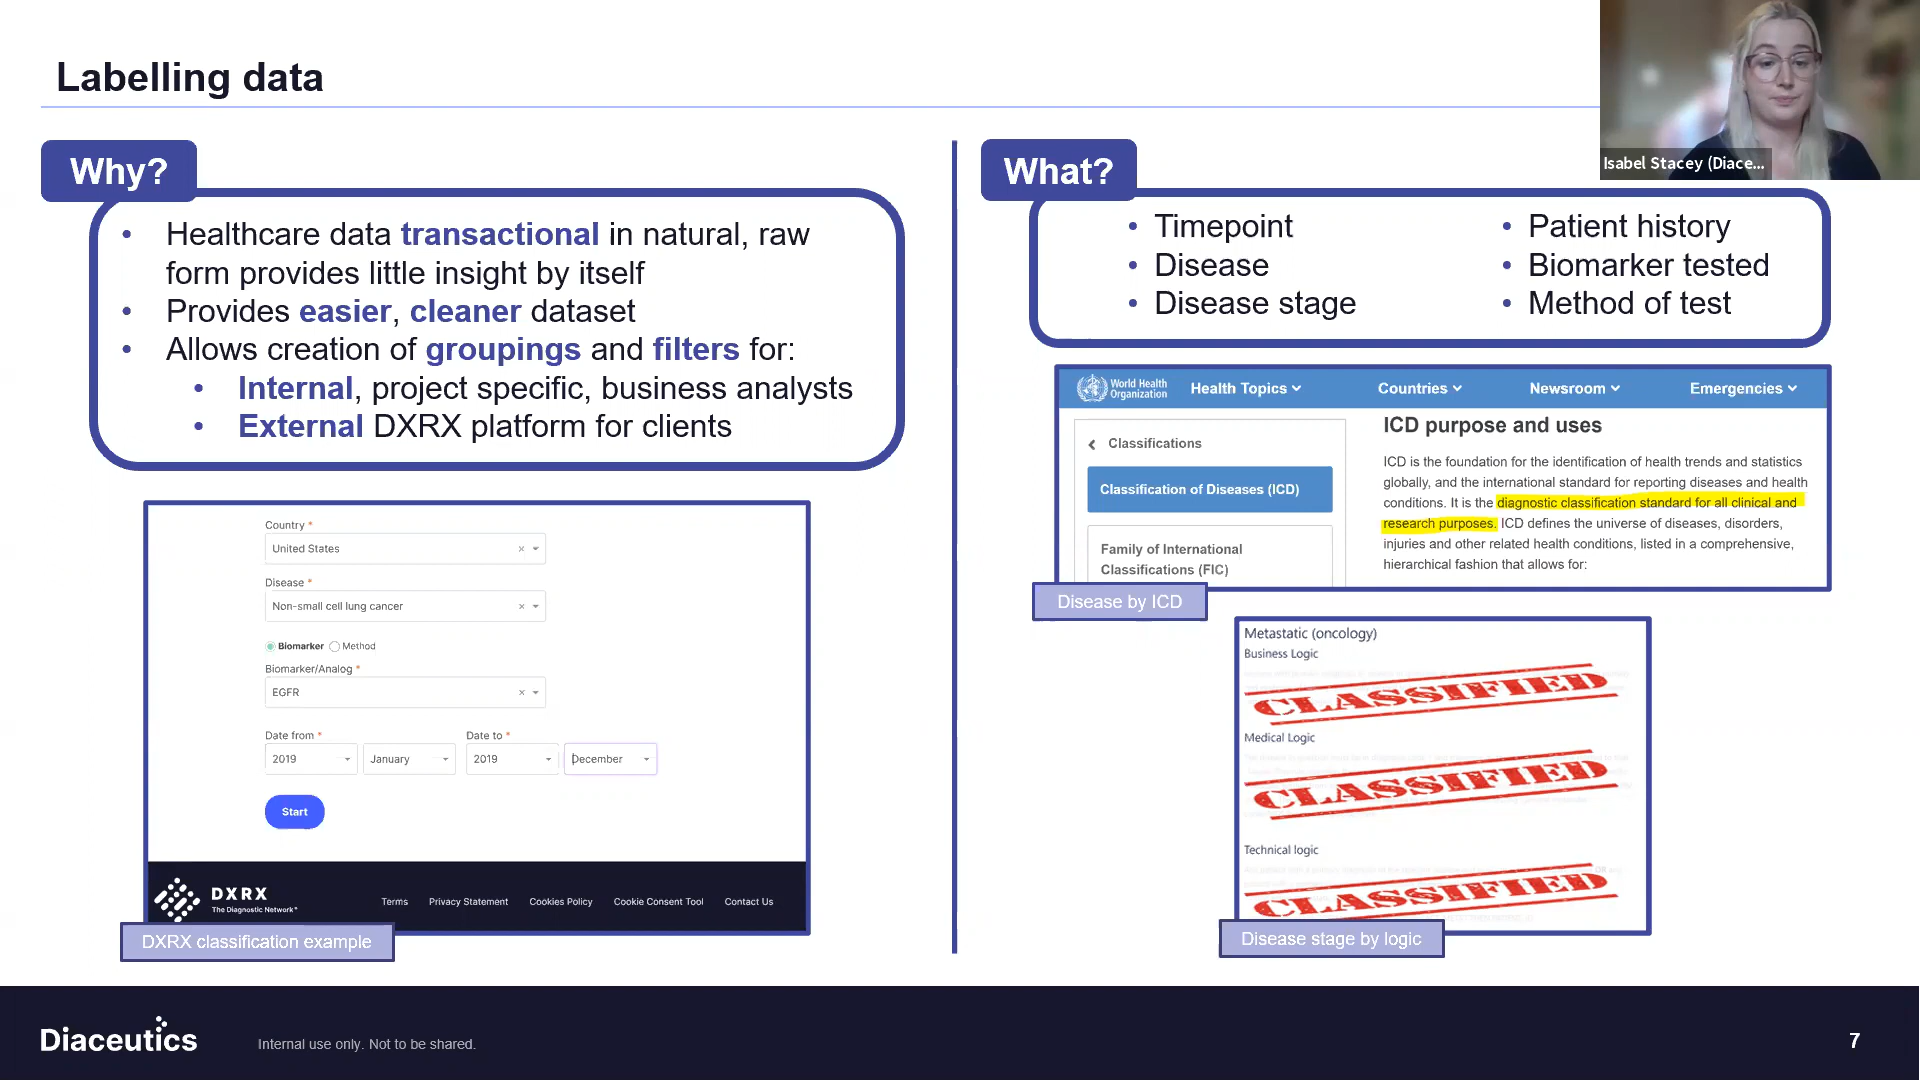 Labelling data
Isabel Stacey (Diace...
Why?
• Healthcare data transactional in natural, raw
form provides little insight by itself
• Provides easier, cleaner dataset
• Allows creation of groupings and filters for:
• Internal, project specific, business analysts
• External DXRX platform for clients
Country *
United States
Disease *
Non-small cell lung cancer
Biomarker Method
Biomarker/Analog *
EGFR
Date from * Date to *
2019 January 2019 December
Start
DXRX
The Diagnostic Network
Terms Privacy Statement Cookies Policy Cookie Consent Tool Contact Us
DXRX classification example
What?
• Timepoint
• Disease
• Disease stage
• Patient history
• Biomarker tested
• Method of test
World Health
Organization
Health Topics Countries Newsroom Emergencies
Classifications
Classification of Diseases (ICD)
Family of International
Classifications (FIC)
ICD purpose and uses
ICD is the foundation for the identification of health trends and statistics
globally, and the international standard for reporting diseases and health
conditions. It is the diagnostic classification standard for all clinical and
research purposes. ICD defines the universe of diseases, disorders,
injuries and other related health conditions, listed in a comprehensive,
hierarchical fashion that allows for:
Disease by ICD
Metastatic (oncology)
Business Logic
CLASSIFIED
Medical Logic
CLASSIFIED
Technical logic
CLASSIFIED
Disease stage by logic
Diaceutics
Internal use only. Not to be shared.
7